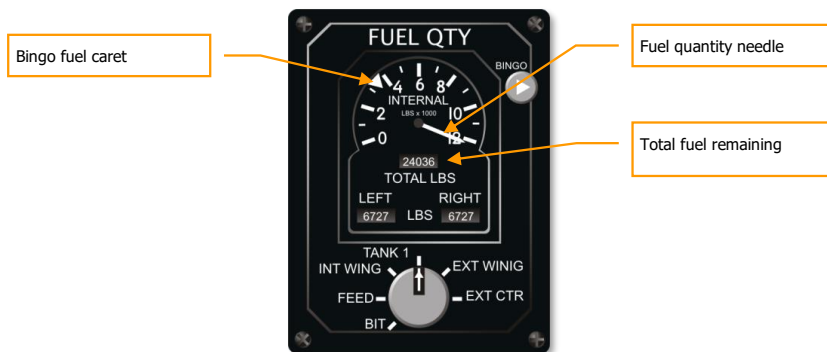 FUEL QTY
Bingo fuel caret
Fuel quantity needle
BINGO
4 6 8
INTERNAL
LBS x 1000
2 10
0 12
24036
Total fuel remaining
TOTAL LBS
LEFT RIGHT
6727 LBS 6727
TANK 1
INT WING EXT WINIG
FEED EXT CTR
BIT